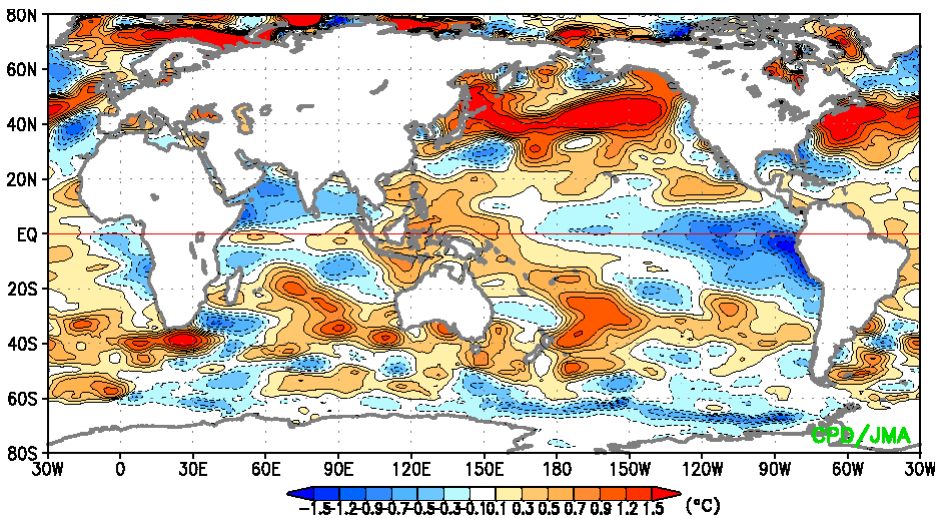 80N
60N
40N
20N
EQ
20S
40S
60S
80S
CPD/JMA
30W 0 30E 60E 90E 120E 150E 180 150W 120W 90W 60W 30W
-1.5-1.2-0.9-0.7-0.5-0.3-0.10.1 0.3 0.5 0.7 0.9 1.2 1.5 (°C)